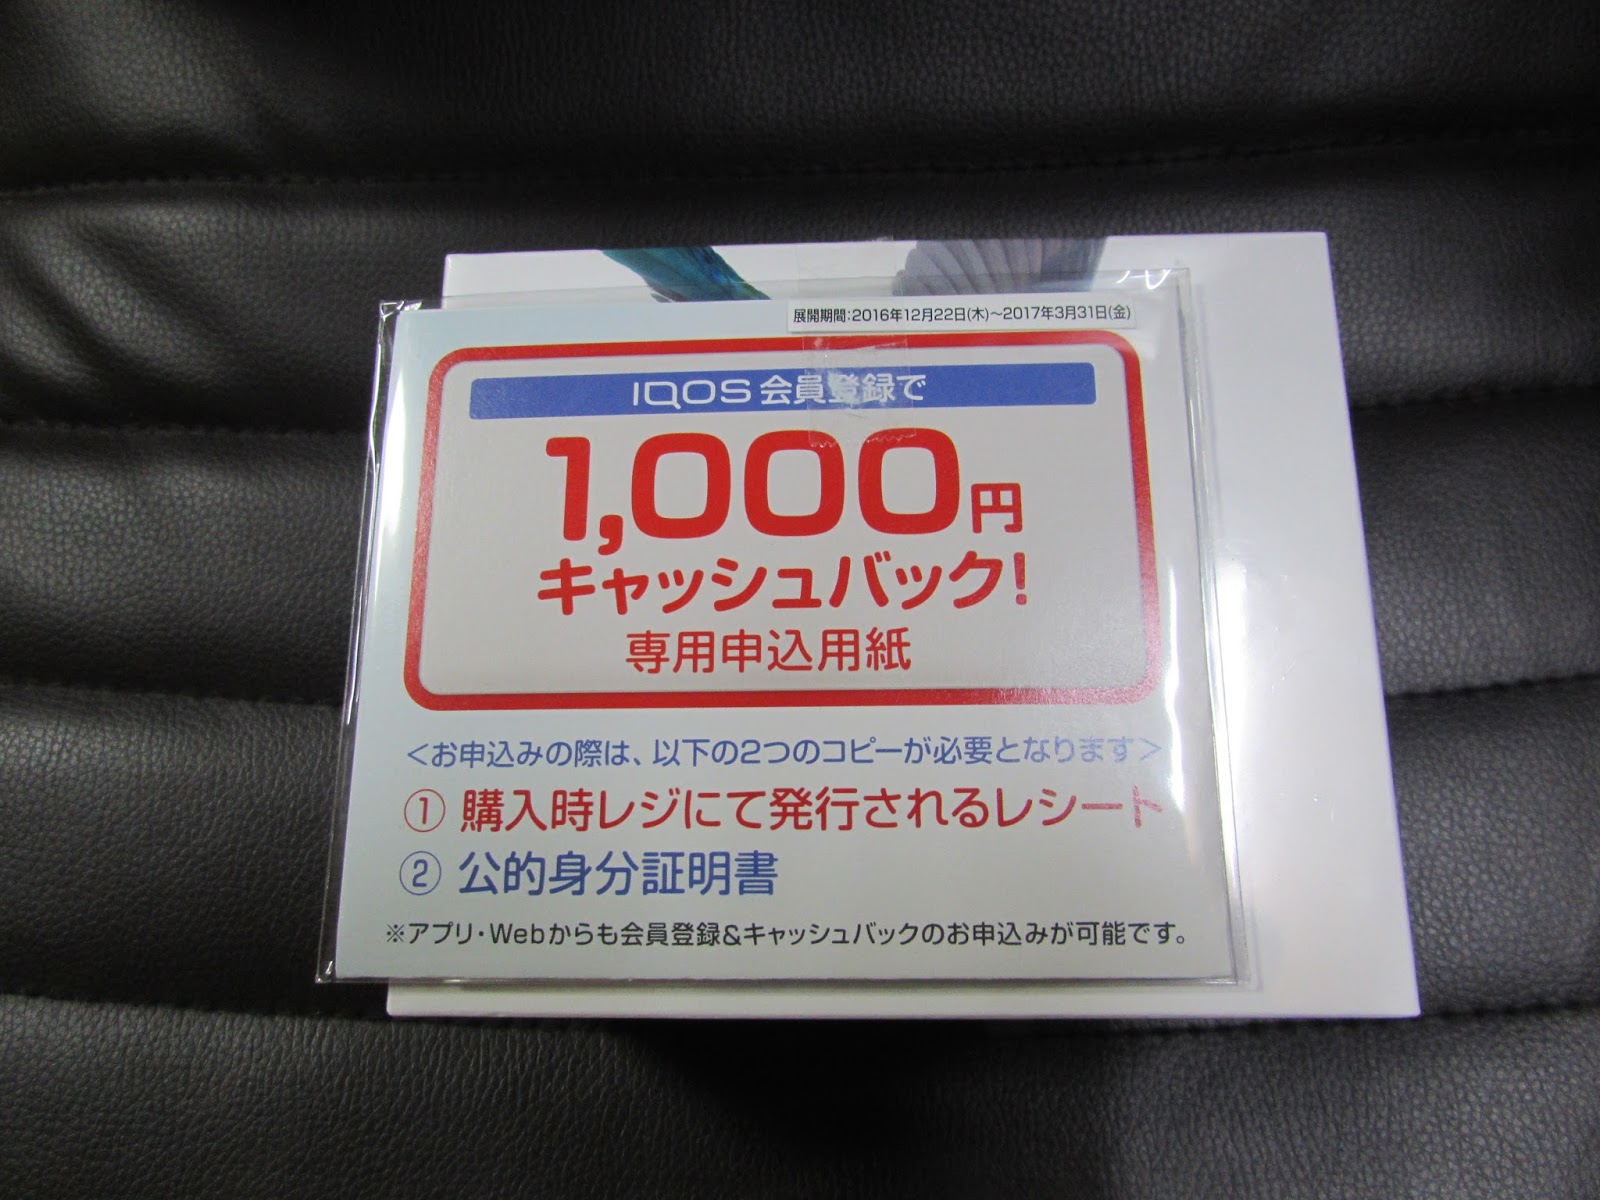 展開期間:2016年12月22日(木)〜2017年3月31日(金)
IQOS 会員登録で
1,000円
キャッシュバック!
専用申込用紙
<お申込みの際は、以下の2つのコピーが必要となります>
① 購入時レジにて発行されるレシート
② 公的身分証明書
※アプリ・Webからも会員登録&キャッシュバックのお申込みが可能です。